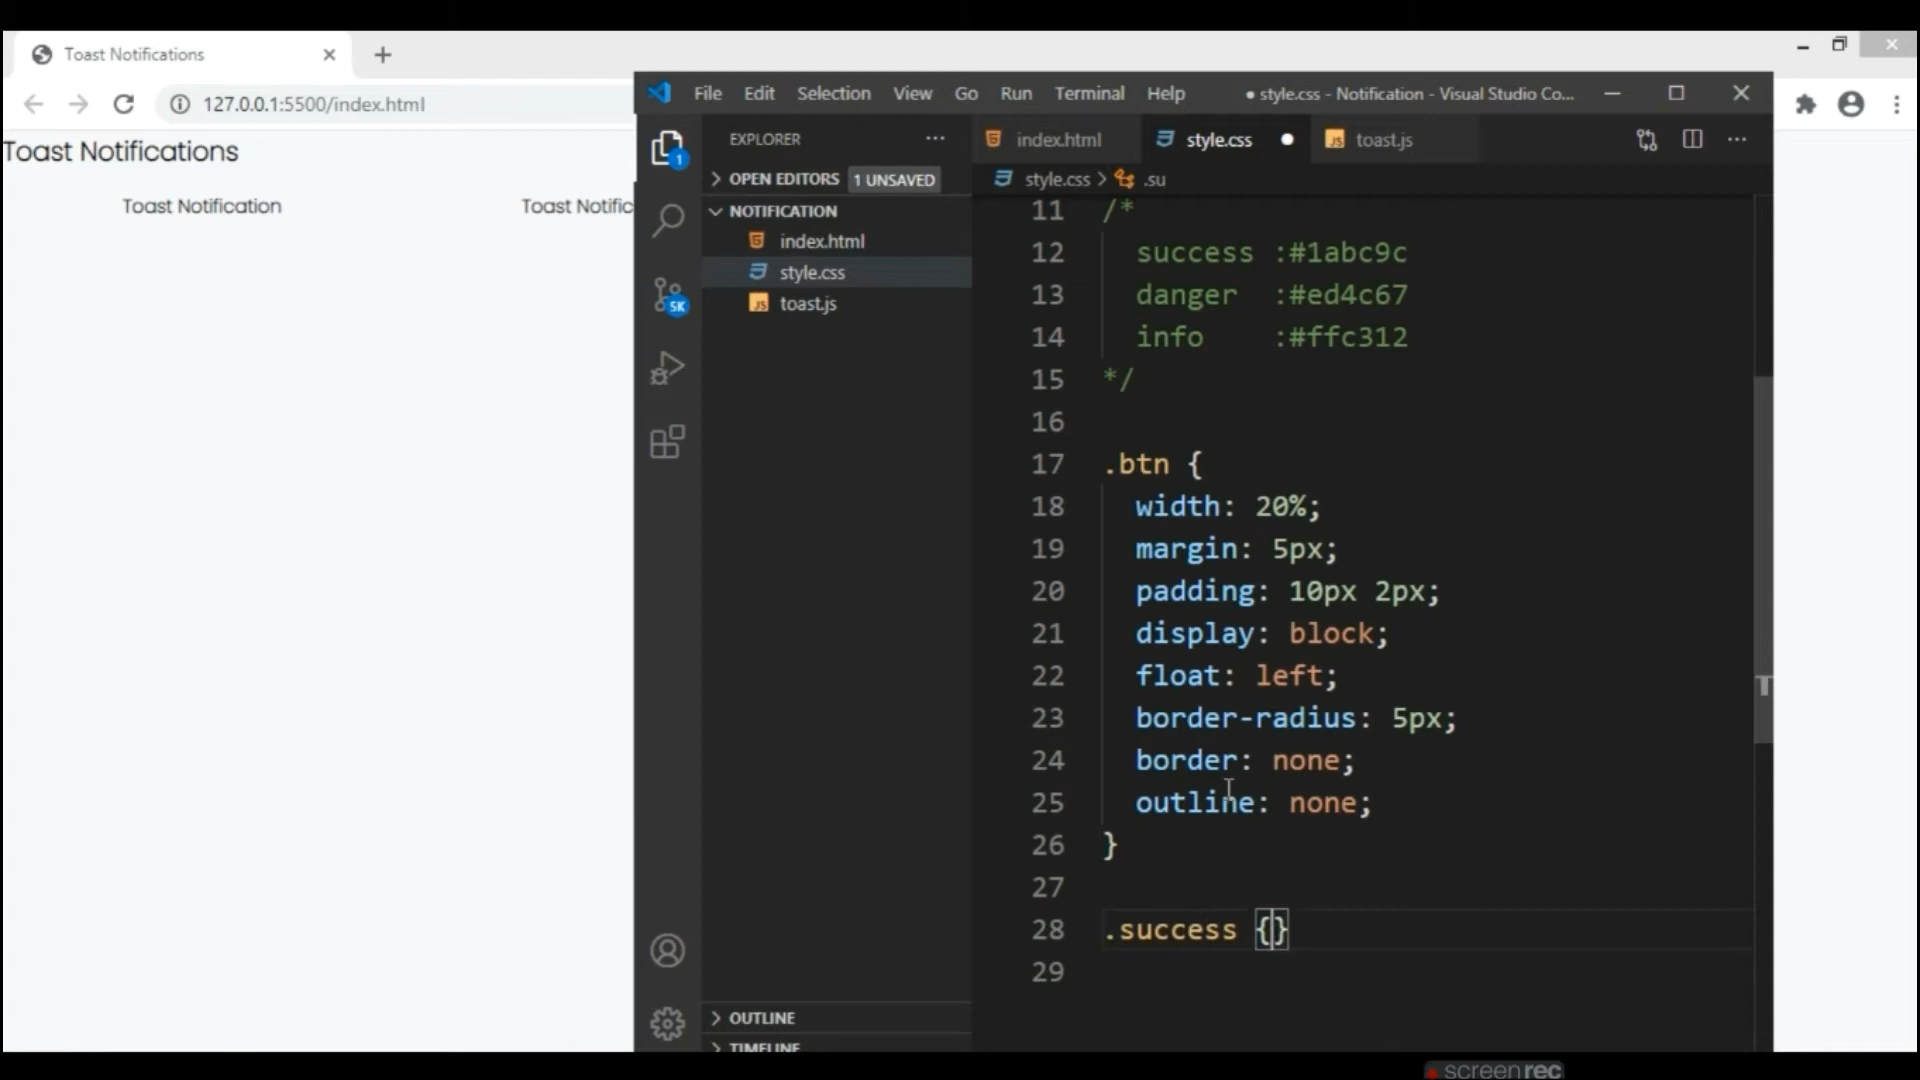 Toast Notifications
127.0.0.1:5500/index.html
Toast Notifications
Toast Notification
Toast Notific
File Edit Selection View Go Run Terminal Help
● style.css - Notification - Visual Studio Co...
EXPLORER
1
OPEN EDITORS 1 UNSAVED
NOTIFICATION
index.html
style.css
JS toast.js
5K
OUTLINE
TIMELINE
index.html
style.css
JS toast.js
style.css > .su
11 /*
12 success :#1abc9c
13 danger :#ed4c67
14 info :#ffc312
15 */
16
17 .btn {
18 width: 20%;
19 margin: 5px;
20 padding: 10px 2px;
21 display: block;
22 float: left;
23 border-radius: 5px;
24 border: none;
25 outline: none;
26 }
27
28 .success {}
29
screenrec